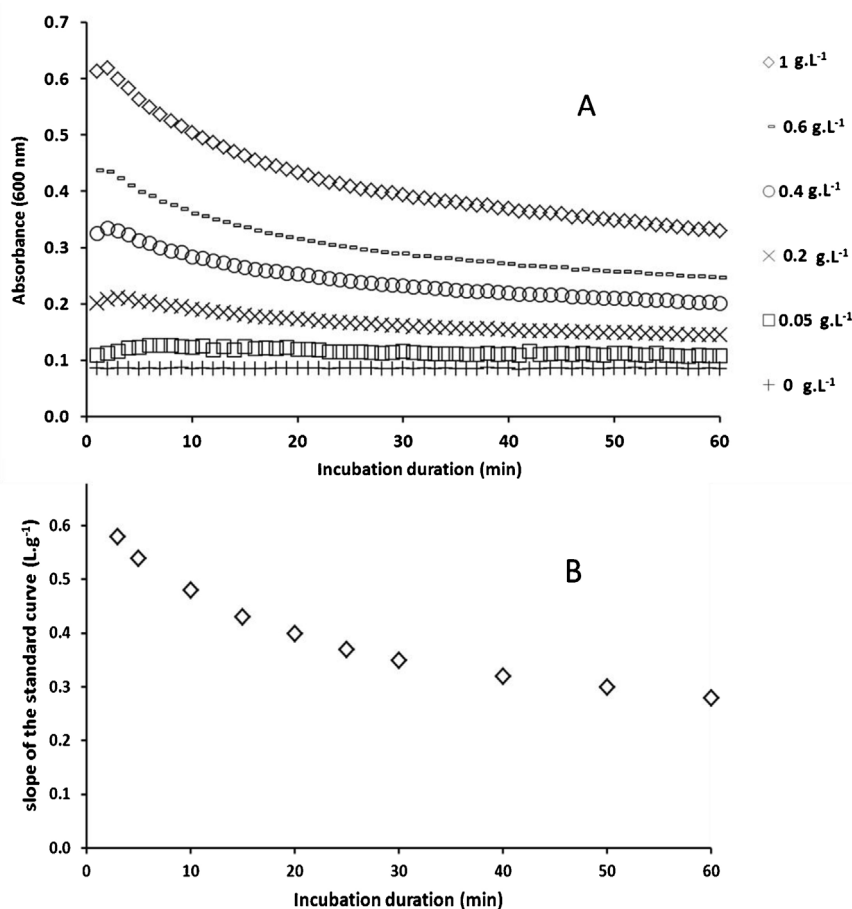 0.7
0.6
0.5
0.4
0.3
0.2
0.1
0.0
Absorbance (600 nm)
0 10 20 30 40 50 60
Incubation duration (min)
A
1 g.L⁻¹
0.6 g.L⁻¹
0.4 g.L⁻¹
0.2 g.L⁻¹
0.05 g.L⁻¹
0 g.L⁻¹
0.6
0.5
0.4
0.3
0.2
0.1
0.0
slope of the standard curve (L.g⁻¹)
0 10 20 30 40 50 60
Incubation duration (min)
B